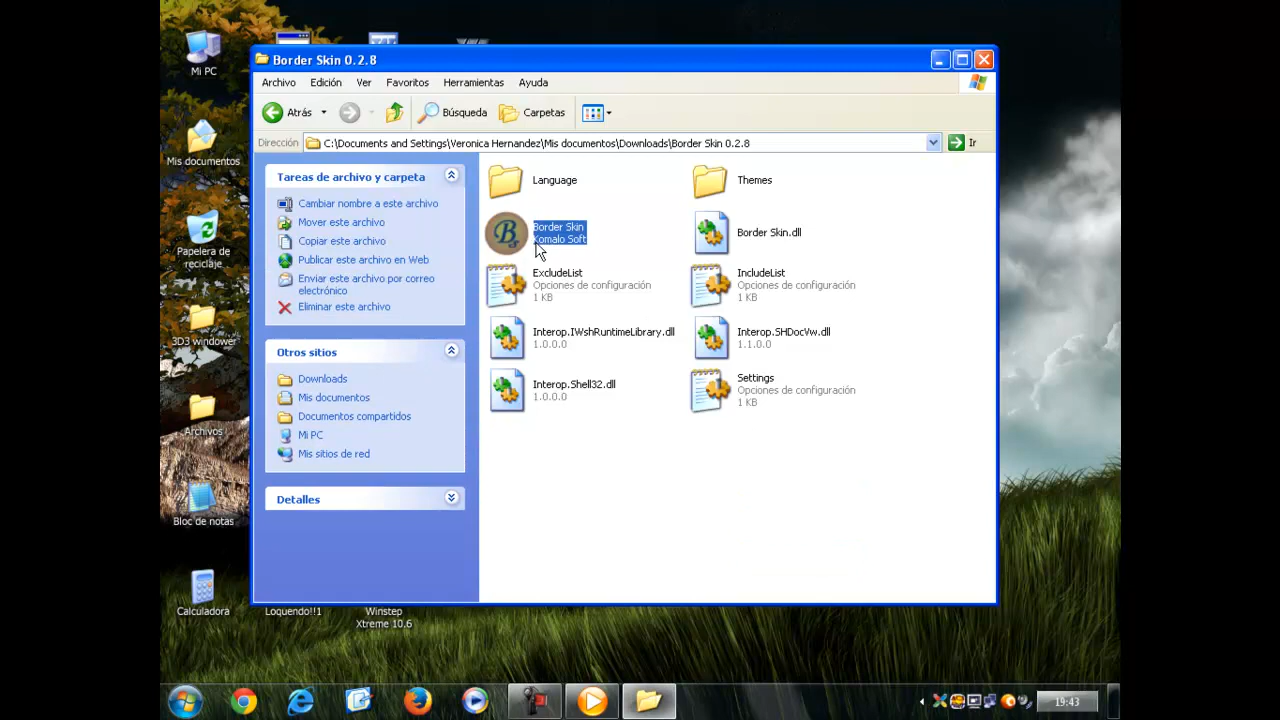 Border Skin 0.2.8
Archivo Edición Ver Favoritos Herramientas Ayuda
Atrás Búsqueda Carpetas
Dirección C:\Documents and Settings\Veronica Hernandez\Mis documentos\Downloads\Border Skin 0.2.8 Ir
Mi PC
Mis documentos
Papelera de
reciclaje
3D3 windower
Archivos
Bloc de notas
Calculadora
Loquendo!!1
Winstep
Xtreme 10.6
Tareas de archivo y carpeta
Cambiar nombre a este archivo
Mover este archivo
Copiar este archivo
Publicar este archivo en Web
Enviar este archivo por correo
electrónico
Eliminar este archivo
Otros sitios
Downloads
Mis documentos
Documentos compartidos
Mi PC
Mis sitios de red
Detalles
Language
Themes
Border Skin
Komalo Soft
Border Skin.dll
ExcludeList
Opciones de configuración
1 KB
IncludeList
Opciones de configuración
1 KB
Interop.IWshRuntimeLibrary.dll
1.0.0.0
Interop.SHDocVw.dll
1.1.0.0
Interop.Shell32.dll
1.0.0.0
Settings
Opciones de configuración
1 KB
19:43